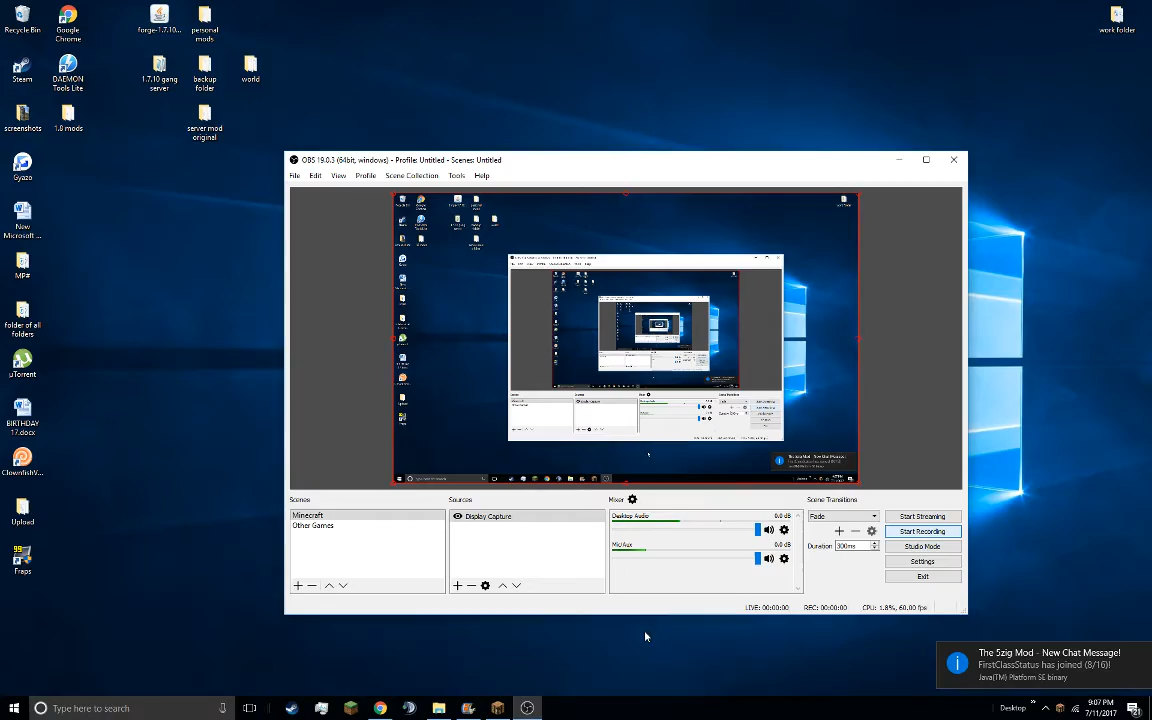 Recycle Bin
Google
Chrome
forge-1.7.10...
personal
mods
work folder
Steam
DAEMON
Tools Lite
1.7.10 gang
server
backup
folder
world
screenshots
1.8 mods
server mod
original
Gyazo
New
Microsoft ...
MP#
folder of all
folders
µTorrent
BIRTHDAY
17.docx
ClownfishV...
Upload
99
Fraps
OBS 19.0.3 (64bit, windows) - Profile: Untitled - Scenes: Untitled
File Edit View Profile Scene Collection Tools Help
Scenes
Minecraft
Other Games
Sources
Display Capture
Mixer
Desktop Audio 0.0 dB
Mic/Aux 0.0 dB
Scene Transitions
Fade
Duration 300ms
Start Streaming
Start Recording
Studio Mode
Settings
Exit
LIVE: 00:00:00 REC: 00:00:00 CPU: 1.8%, 60.00 fps
The 5zig Mod - New Chat Message!
FirstClassStatus has joined (8/16)!
Java(TM) Platform SE binary
Type here to search
Desktop
9:07 PM
7/11/2017
21